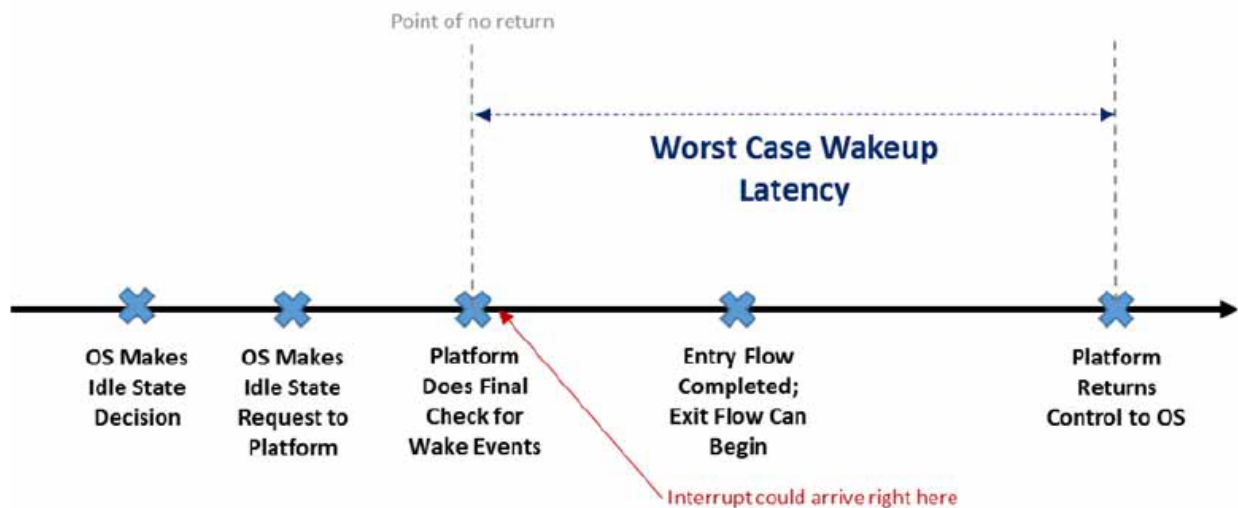 Point of no return
Worst Case Wakeup
Latency
OS Makes
Idle State
Decision
OS Makes
Idle State
Request to
Platform
Platform
Does Final
Check for
Wake Events
Entry Flow
Completed;
Exit Flow Can
Begin
Platform
Returns
Control to OS
Interrupt could arrive right here